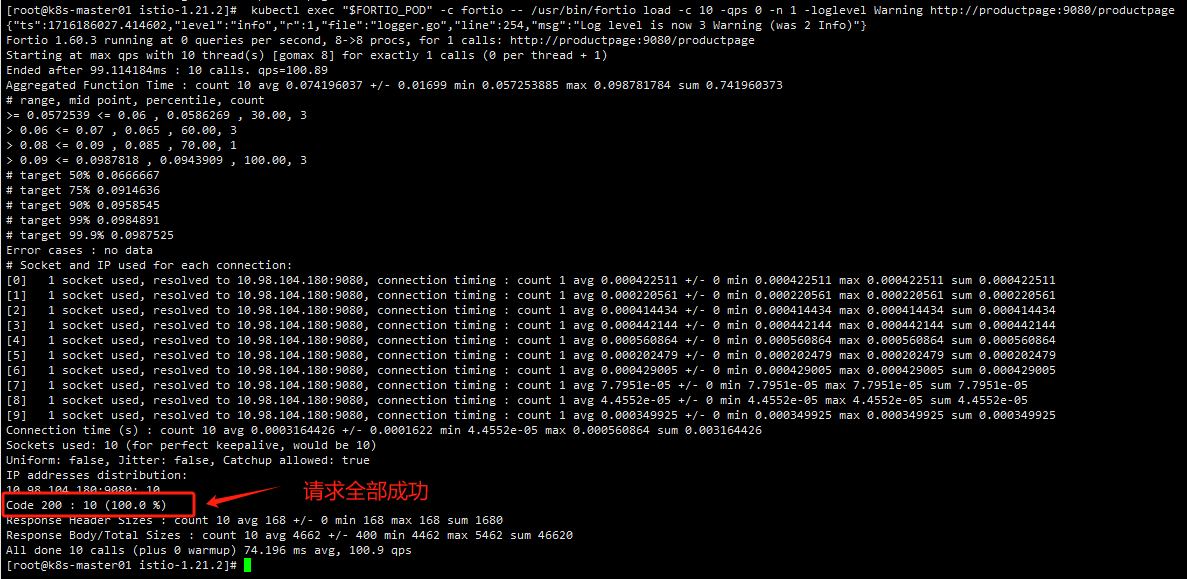 [root@k8s-master01 istio-1.21.2]#  kubectl exec "$FORTIO_POD" -c fortio -- /usr/bin/fortio load -c 10 -qps 0 -n 1 -loglevel Warning http://productpage:9080/productpage
{"ts":1716186027.414602,"level":"info","r":1,"file":"logger.go","line":254,"msg":"Log level is now 3 Warning (was 2 Info)"}
Fortio 1.60.3 running at 0 queries per second, 8->8 procs, for 1 calls: http://productpage:9080/productpage
Starting at max qps with 10 thread(s) [gomax 8] for exactly 1 calls (0 per thread + 1)
Ended after 99.114184ms : 10 calls. qps=100.89
Aggregated Function Time : count 10 avg 0.074196037 +/- 0.01699 min 0.057253885 max 0.098781784 sum 0.741960373
# range, mid point, percentile, count
>= 0.0572539 <= 0.06 , 0.0586269 , 30.00, 3
> 0.06 <= 0.07 , 0.065 , 60.00, 3
> 0.08 <= 0.09 , 0.085 , 70.00, 1
> 0.09 <= 0.0987818 , 0.0943909 , 100.00, 3
# target 50% 0.0666667
# target 75% 0.0914636
# target 90% 0.0958545
# target 99% 0.0984891
# target 99.9% 0.0987525
Error cases : no data
# Socket and IP used for each connection:
[0]   1 socket used, resolved to 10.98.104.180:9080, connection timing : count 1 avg 0.000422511 +/- 0 min 0.000422511 max 0.000422511 sum 0.000422511
[1]   1 socket used, resolved to 10.98.104.180:9080, connection timing : count 1 avg 0.000220561 +/- 0 min 0.000220561 max 0.000220561 sum 0.000220561
[2]   1 socket used, resolved to 10.98.104.180:9080, connection timing : count 1 avg 0.000414434 +/- 0 min 0.000414434 max 0.000414434 sum 0.000414434
[3]   1 socket used, resolved to 10.98.104.180:9080, connection timing : count 1 avg 0.000442144 +/- 0 min 0.000442144 max 0.000442144 sum 0.000442144
[4]   1 socket used, resolved to 10.98.104.180:9080, connection timing : count 1 avg 0.000560864 +/- 0 min 0.000560864 max 0.000560864 sum 0.000560864
[5]   1 socket used, resolved to 10.98.104.180:9080, connection timing : count 1 avg 0.000202479 +/- 0 min 0.000202479 max 0.000202479 sum 0.000202479
[6]   1 socket used, resolved to 10.98.104.180:9080, connection timing : count 1 avg 0.000429005 +/- 0 min 0.000429005 max 0.000429005 sum 0.000429005
[7]   1 socket used, resolved to 10.98.104.180:9080, connection timing : count 1 avg 7.7951e-05 +/- 0 min 7.7951e-05 max 7.7951e-05 sum 7.7951e-05
[8]   1 socket used, resolved to 10.98.104.180:9080, connection timing : count 1 avg 4.4552e-05 +/- 0 min 4.4552e-05 max 4.4552e-05 sum 4.4552e-05
[9]   1 socket used, resolved to 10.98.104.180:9080, connection timing : count 1 avg 0.000349925 +/- 0 min 0.000349925 max 0.000349925 sum 0.000349925
Connection time (s) : count 10 avg 0.0003164426 +/- 0.0001622 min 4.4552e-05 max 0.000560864 sum 0.003164426
Sockets used: 10 (for perfect keepalive, would be 10)
Uniform: false, Jitter: false, Catchup allowed: true
IP addresses distribution:
10.98.104.180:9080: 10
Code 200 : 10 (100.0 %)
请求全部成功
Response Header Sizes : count 10 avg 168 +/- 0 min 168 max 168 sum 1680
Response Body/Total Sizes : count 10 avg 4662 +/- 400 min 4462 max 5462 sum 46620
All done 10 calls (plus 0 warmup) 74.196 ms avg, 100.9 qps
[root@k8s-master01 istio-1.21.2]#